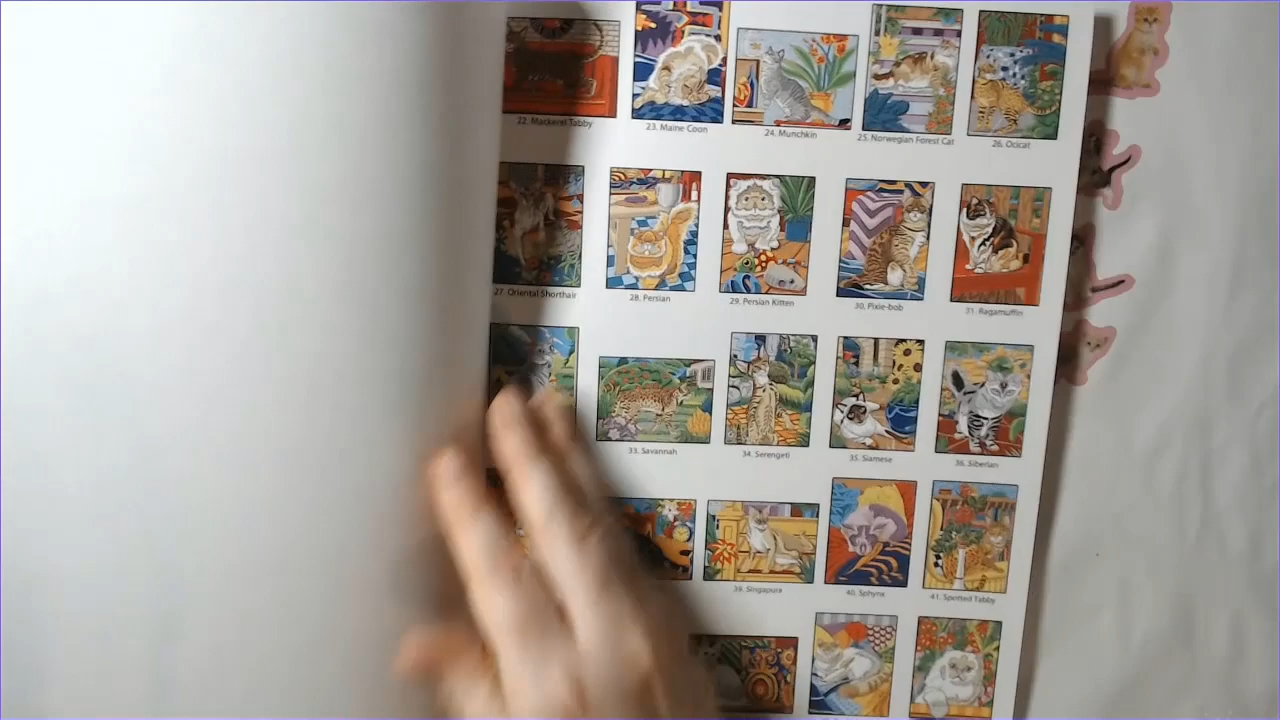 22. Mackerel Tabby
23. Maine Coon
24. Munchkin
25. Norwegian Forest Cat
26. Ocicat
27. Oriental Shorthair
28. Persian
29. Persian Kitten
30. Pixie-bob
31. Ragamuffin
33. Savannah
34. Serengeti
35. Siamese
36. Siberian
39. Singapura
40. Sphynx
41. Spotted Tabby